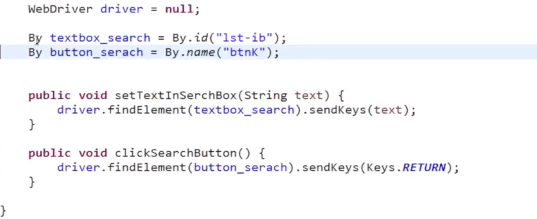 WebDriver driver = null;
By textbox_search = By.id("lst-ib");
By button_serach = By.name("btnK");
public void setTextInSerchBox(String text) {
driver.findElement(textbox_search).sendKeys(text);
}
public void clickSearchButton() {
driver.findElement(button_serach).sendKeys(Keys.RETURN);
}
}